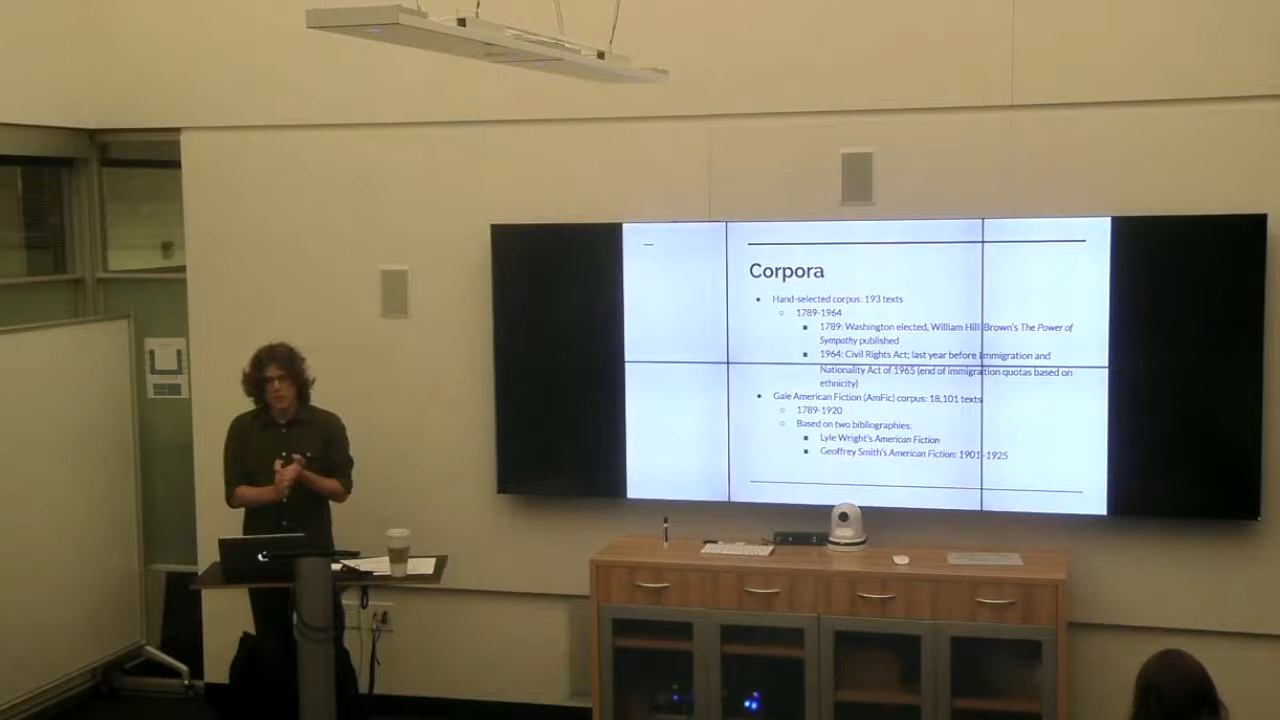 Corpora
• Hand-selected corpus: 193 texts
○ 1789-1964
■ 1789: Washington elected, William Hill Brown's The Power of
Sympathy published
■ 1964: Civil Rights Act; last year before Immigration and
Nationality Act of 1965 (end of immigration quotas based on
ethnicity)
• Gale American Fiction (AmFic) corpus: 18,101 texts
○ 1789-1920
○ Based on two bibliographies:
■ Lyle Wright's American Fiction
■ Geoffrey Smith's American Fiction: 1901-1925